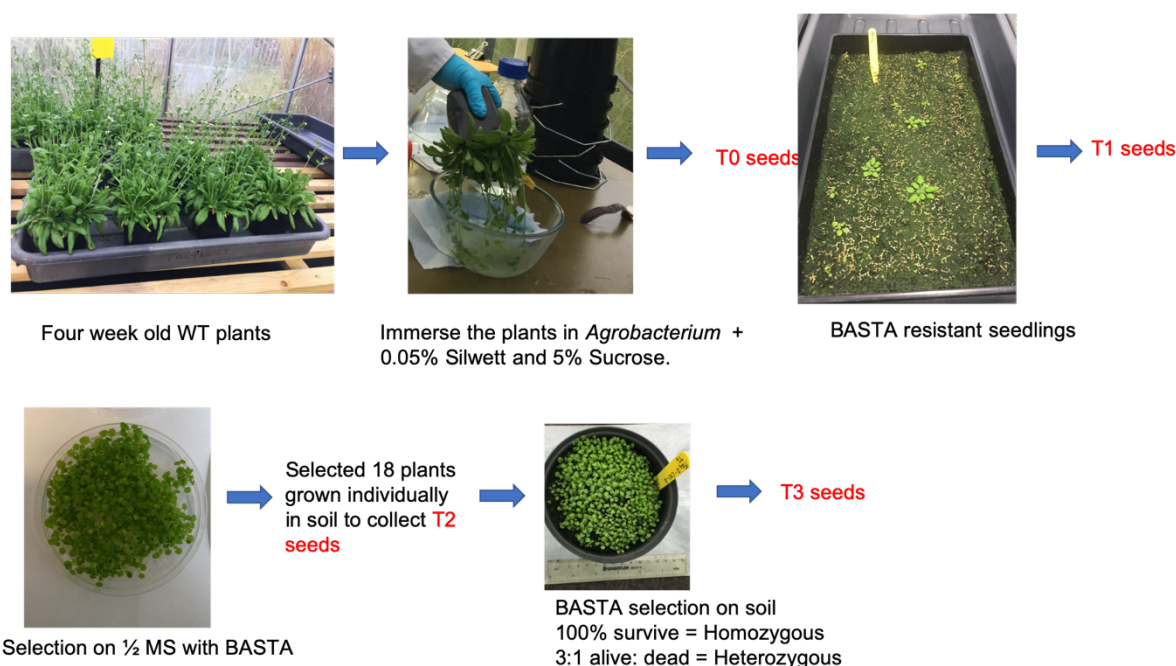 T0 seeds
T1 seeds
Four week old WT plants
Immerse the plants in Agrobacterium +
0.05% Silwett and 5% Sucrose.
BASTA resistant seedlings
Selected 18 plants
grown individually
in soil to collect T2
seeds
T3 seeds
Selection on ½ MS with BASTA
BASTA selection on soil
100% survive = Homozygous
3:1 alive: dead = Heterozygous